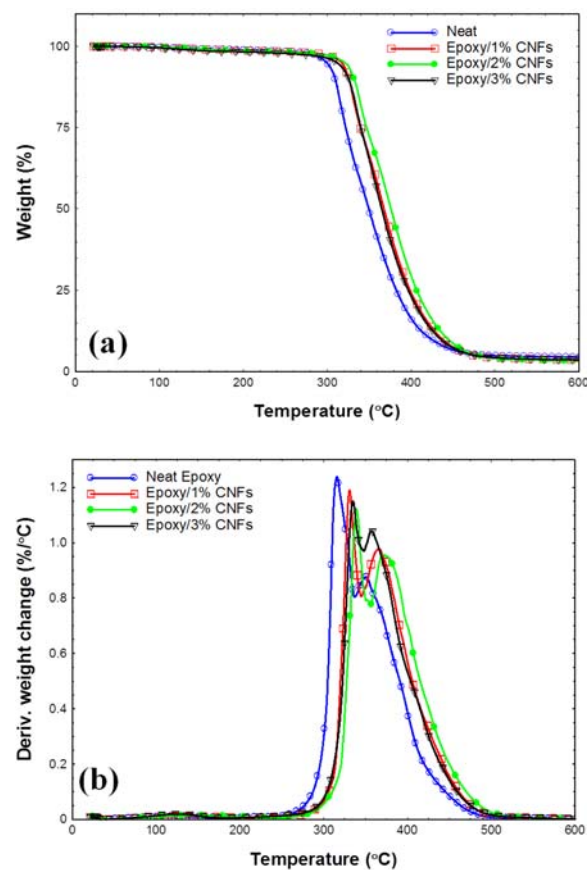 100
75
50
25
0
Weight (%)
Neat
Epoxy/1% CNFs
Epoxy/2% CNFs
Epoxy/3% CNFs
(a)
0 100 200 300 400 500 600
Temperature (°C)
1.2
1.0
0.8
0.6
0.4
0.2
0
Deriv. weight change (%/°C)
Neat Epoxy
Epoxy/1% CNFs
Epoxy/2% CNFs
Epoxy/3% CNFs
(b)
0 100 200 300 400 500 600
Temperature (°C)